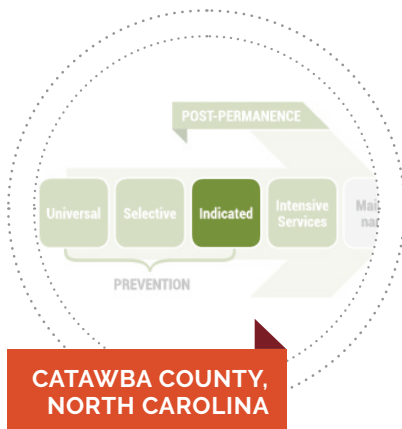 POST-PERMANENCE
Universal
Selective
Indicated
Intensive
Services
PREVENTION
CATAWBA COUNTY,
NORTH CAROLINA